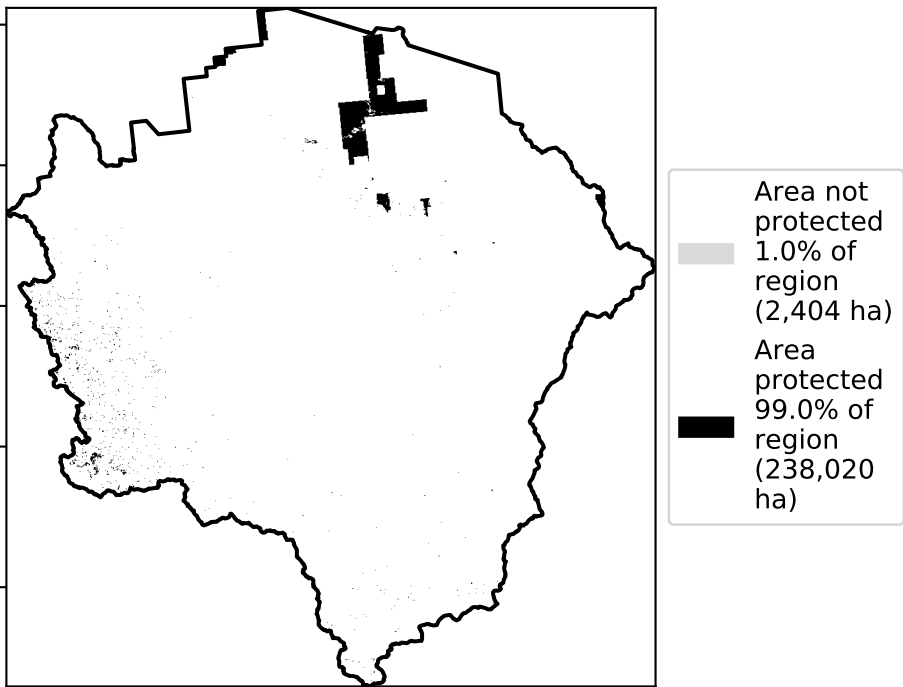 Area not
protected
1.0% of
region
(2,404 ha)
Area
protected
99.0% of
region
(238,020
ha)